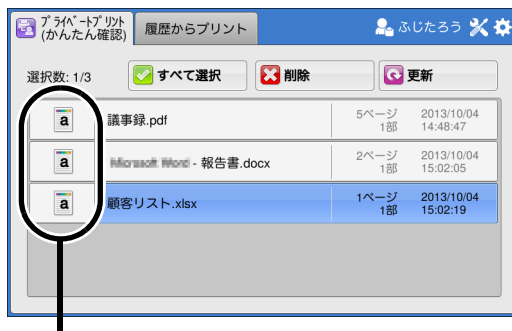 プライベートプリント
(かんたん確認)
履歴からプリント
ふじたろう
選択数: 1/3
すべて選択
削除
更新
a 議事録.pdf 5ページ 2013/10/04
1部 14:48:47
a - 報告書.docx 2ページ 2013/10/04
1部 15:02:05
a 顧客リスト.xlsx 1ページ 2013/10/04
1部 15:02:19